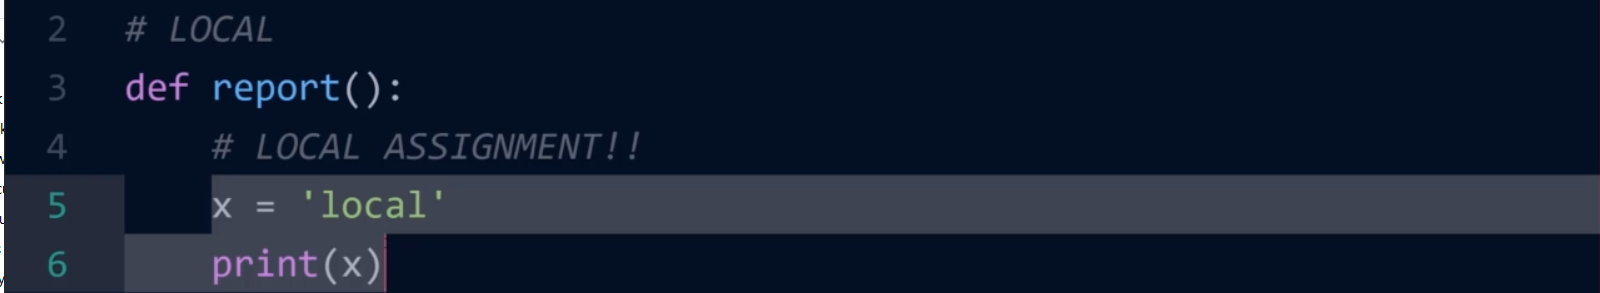 2 # LOCAL
3 def report():
4     # LOCAL ASSIGNMENT!!
5     x = 'local'
6     print(x)